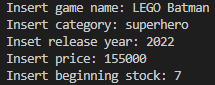 Insert game name: LEGO Batman
Insert category: superhero
Inset release year: 2022
Insert price: 155000
Insert beginning stock: 7